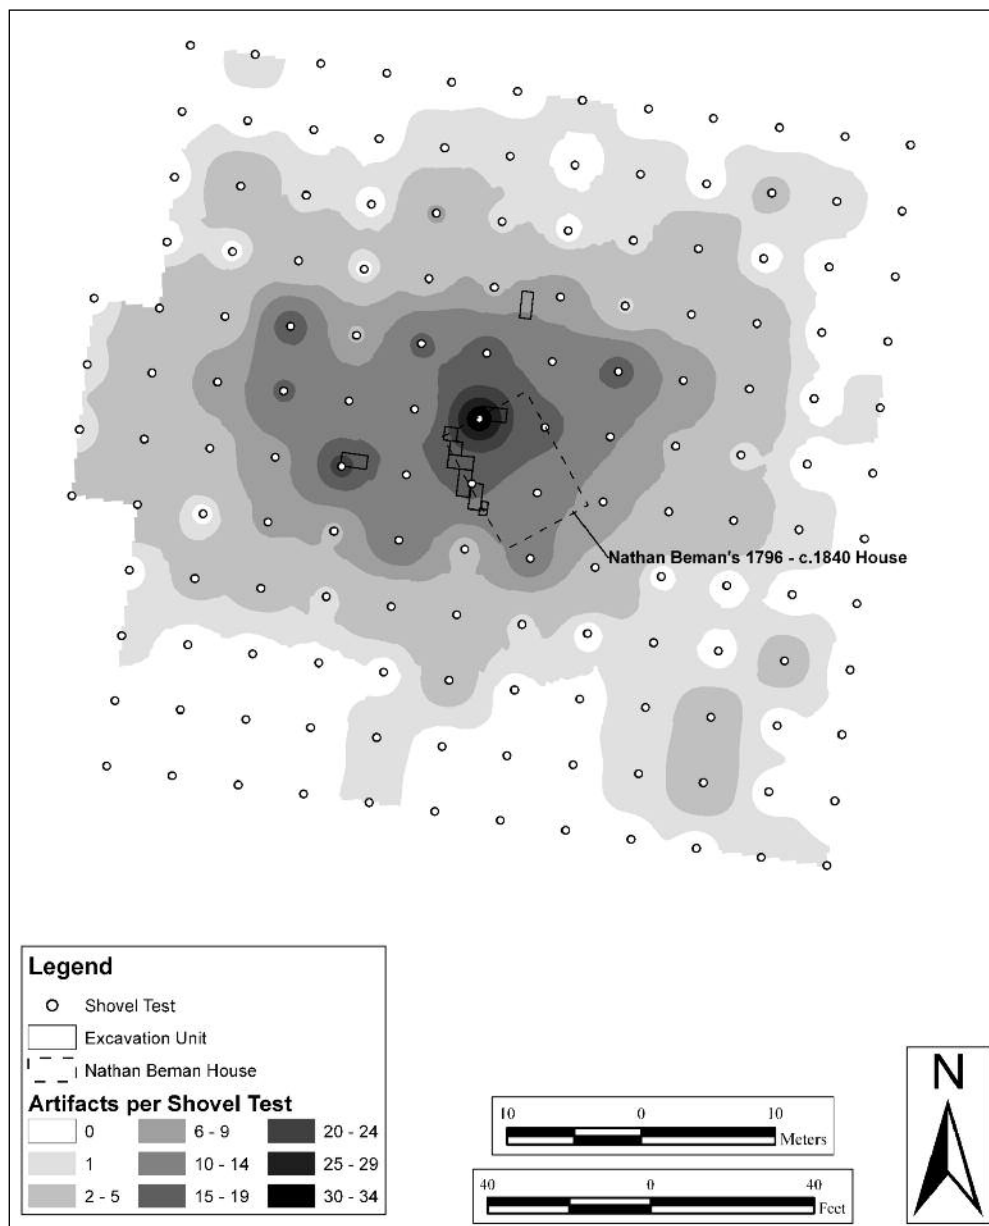 Nathan Beman's 1796 - c.1840 House
Legend
Shovel Test
Excavation Unit
Nathan Beman House
Artifacts per Shovel Test
0
6 - 9
20 - 24
1
10 - 14
25 - 29
2 - 5
15 - 19
30 - 34
10 0 10
Meters
40 0 40
Feet
N